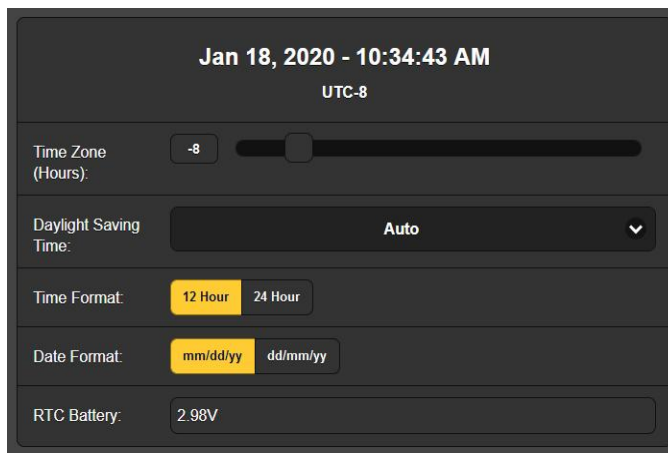 Jan 18, 2020 - 10:34:43 AM
UTC-8
Time Zone
(Hours):
-8
Daylight Saving
Time:
Auto
Time Format:
12 Hour 24 Hour
Date Format:
mm/dd/yy dd/mm/yy
RTC Battery:
2.98V